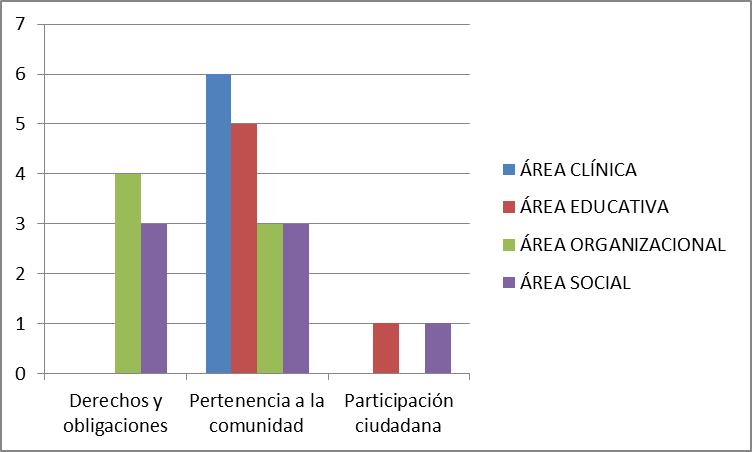 7
6
5
4
3
2
1
0
Derechos y
obligaciones
Pertenencia a la
comunidad
Participación
ciudadana
ÁREA CLÍNICA
ÁREA EDUCATIVA
ÁREA ORGANIZACIONAL
ÁREA SOCIAL